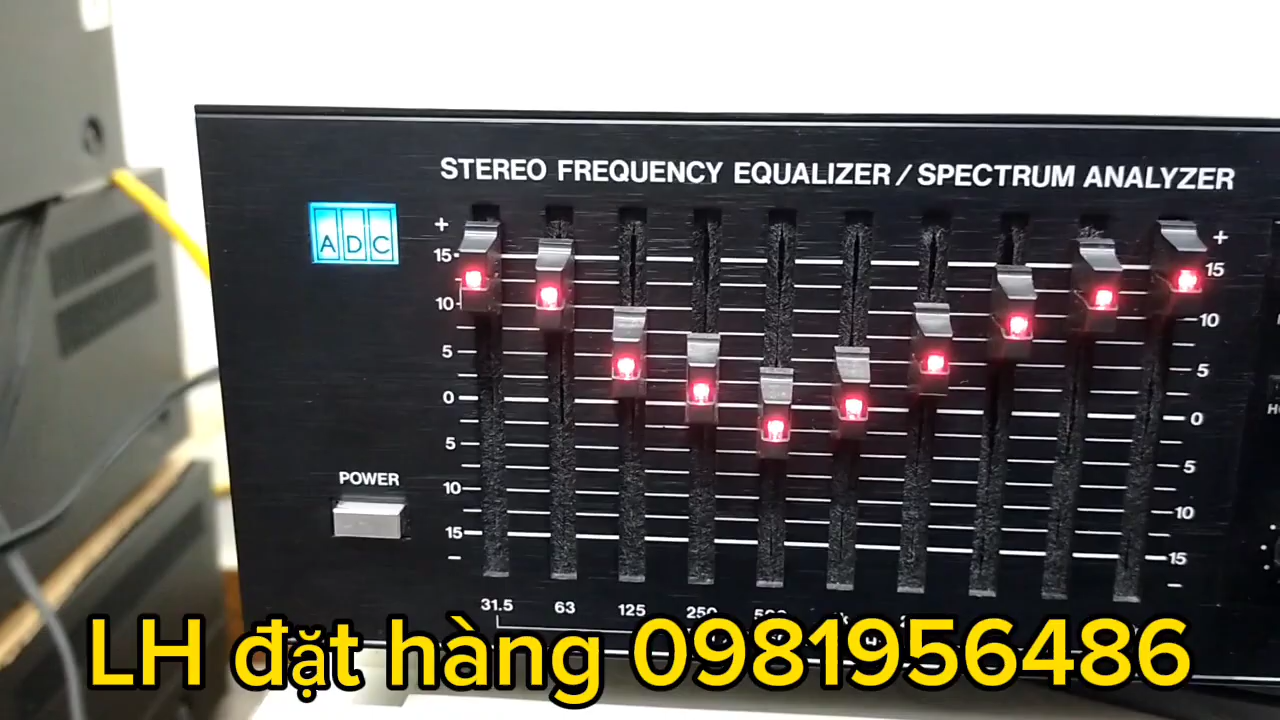 STEREO FREQUENCY EQUALIZER / SPECTRUM ANALYZER
ADC
+ +
15 15
10 10
5 5
0 0
5 5
10 10
15 15
- -
POWER
31.5 63 125 250
LH đặt hàng 0981956486